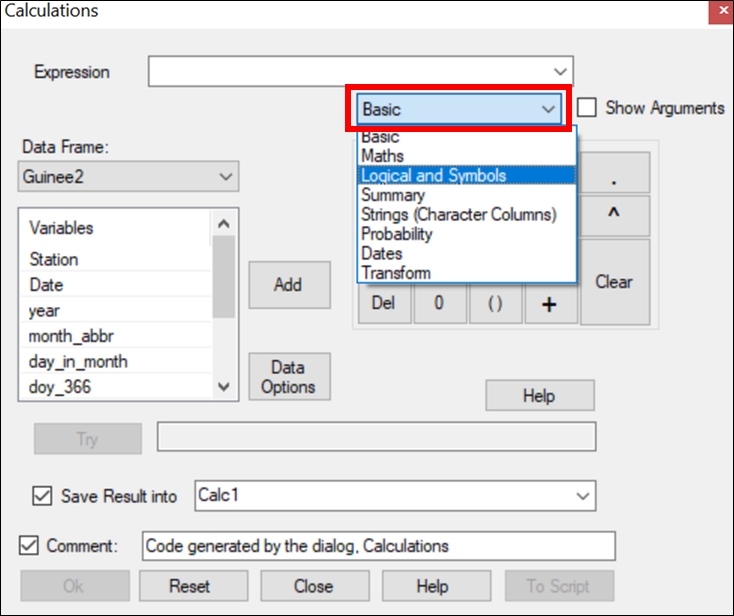 Calculations
Expression
Basic
Show Arguments
Basic
Maths
Logical and Symbols
Summary
Strings (Character Columns)
Probability
Dates
Transform
Data Frame:
Guinee2
Variables
Station
Date
year
month_abbr
day_in_month
doy_366
Add
Data
Options
.
^
Clear
Del
0
( )
+
Help
Try
Save Result into
Calc1
Comment:
Code generated by the dialog, Calculations
Ok
Reset
Close
Help
To Script